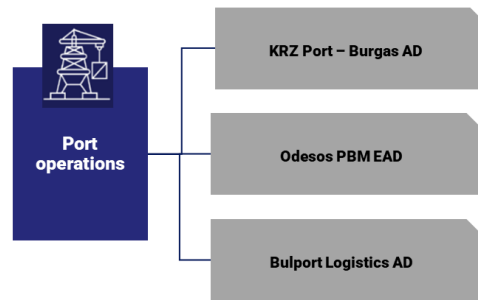 KRZ Port – Burgas AD
Port
operations
Odesos PBM EAD
Bulport Logistics AD